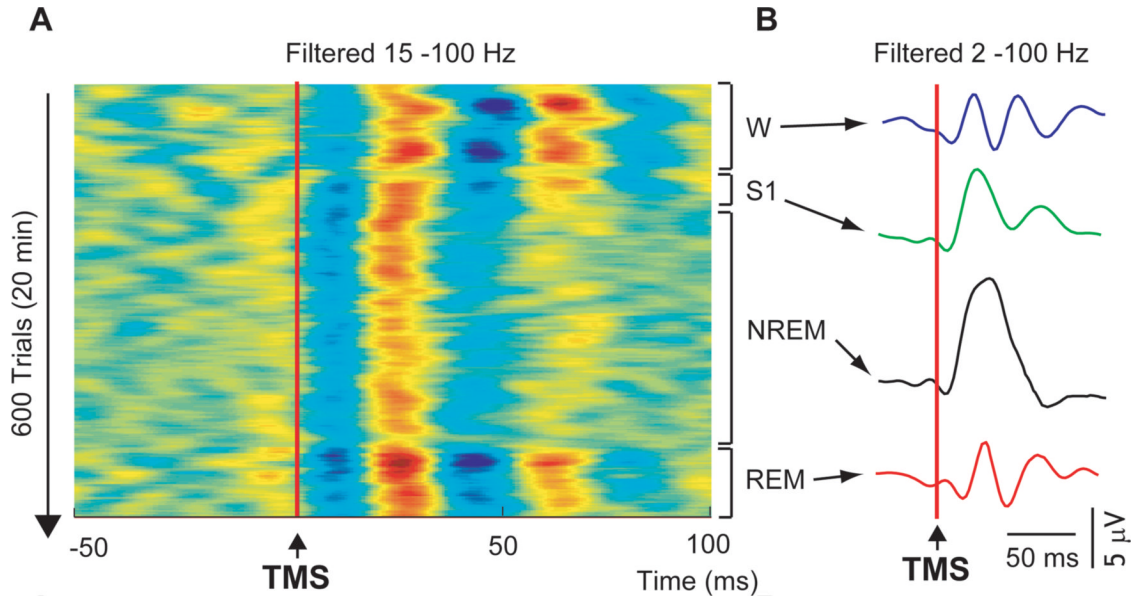 A
B
Filtered 15 -100 Hz
Filtered 2 -100 Hz
600 Trials (20 min)
W
S1
NREM
REM
-50
50
100
TMS
Time (ms)
TMS
50 ms
5 μV